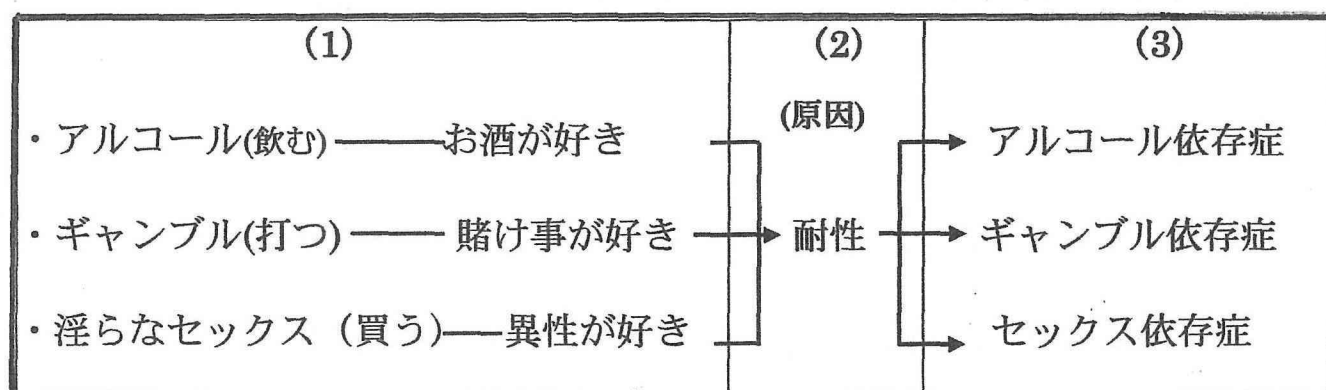 (1) (2) (3)
(原因)
・アルコール(飲む)——お酒が好き アルコール依存症
・ギャンブル(打つ)——賭け事が好き 耐性 ギャンブル依存症
・淫らなセックス（買う）——異性が好き セックス依存症